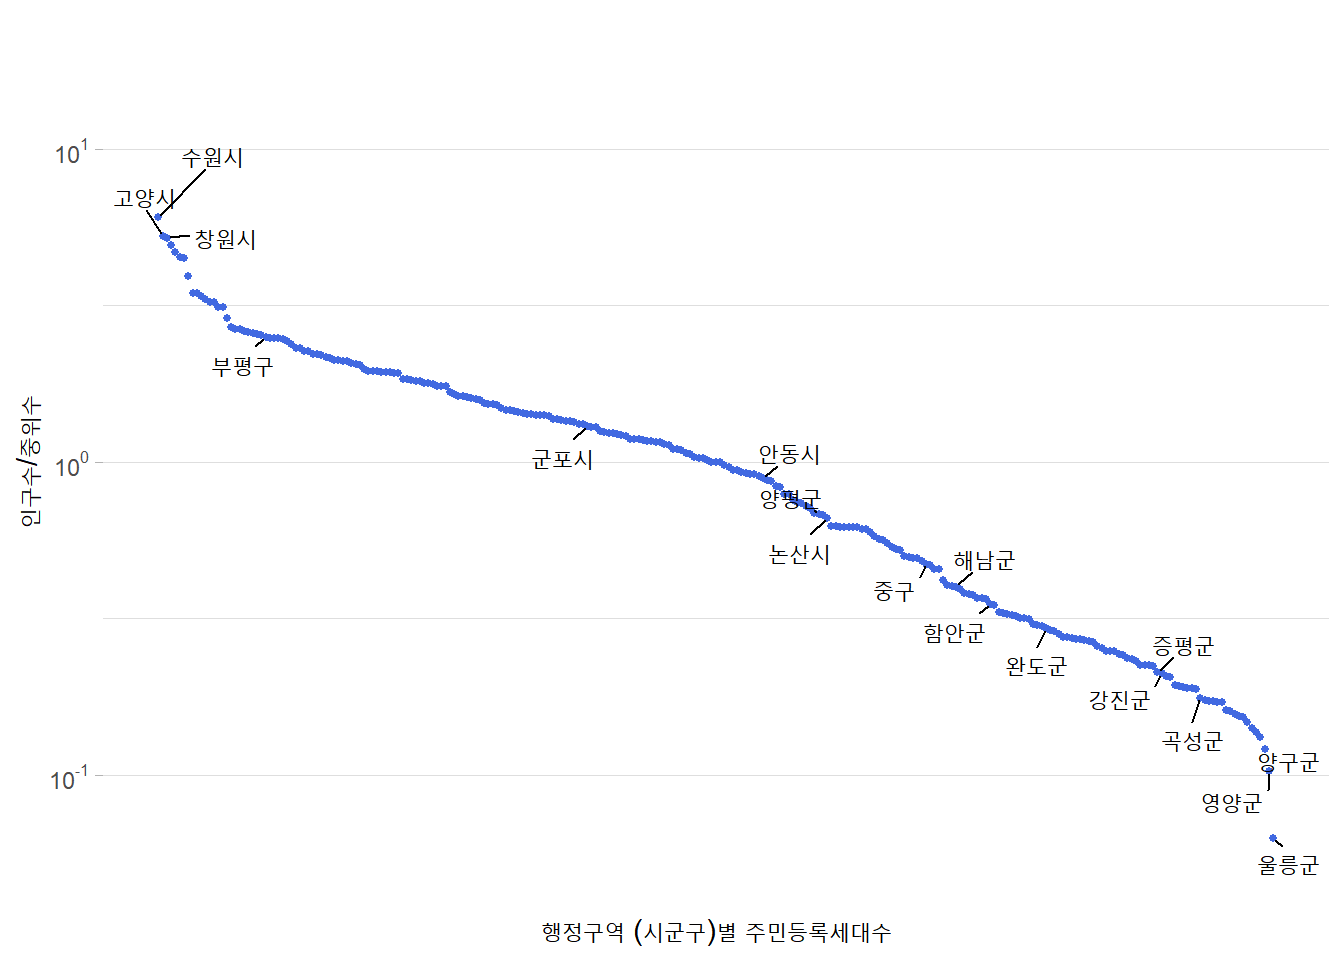 10¹
수원시
고양시
창원시
부평구
인구수/중위수
10⁰
군포시
안동시
양평군
논산시
중구
해남군
함안군
완도군
증평군
강진군
곡성군
10⁻¹
양구군
영양군
울릉군
행정구역 (시군구)별 주민등록세대수